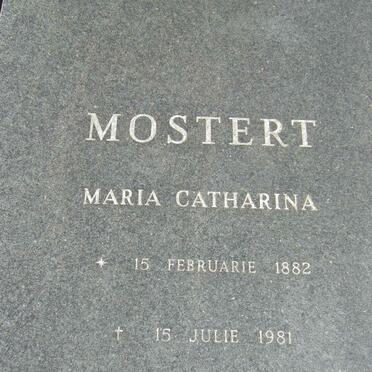 MOSTERT
MARIA CATHARINA
✦ 15 FEBRUARIE 1882
† 15 JULIE 1981